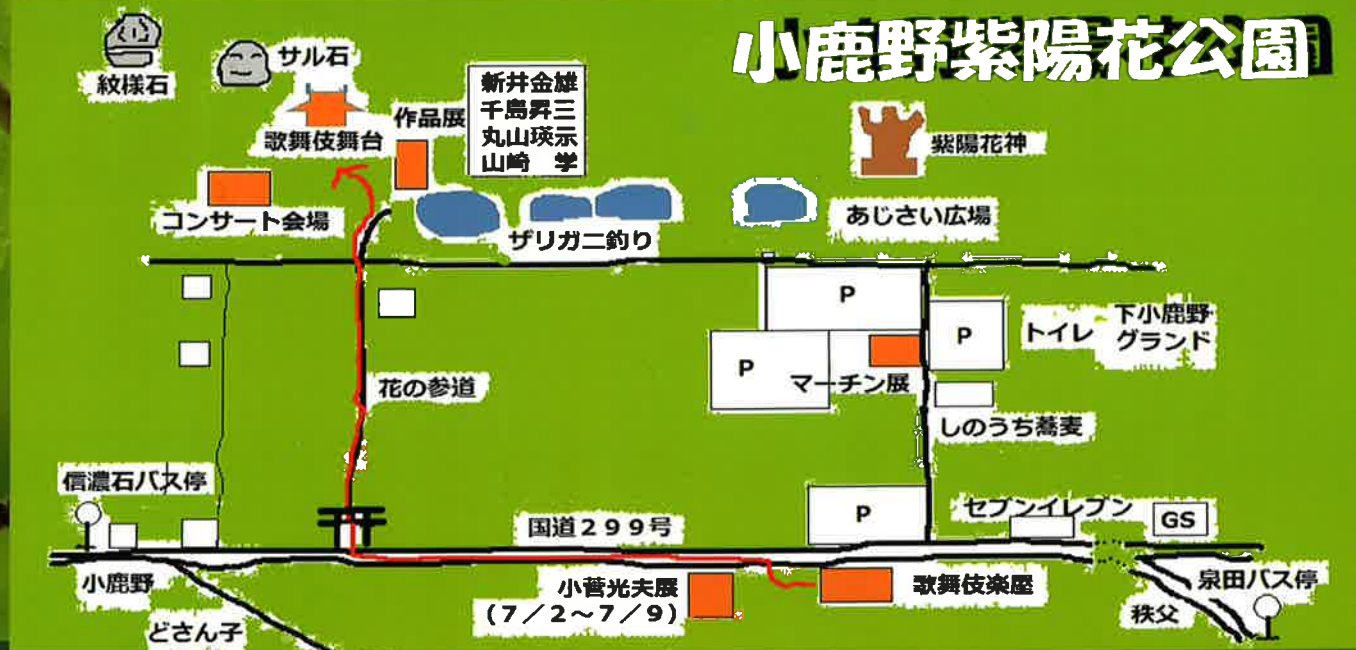 小鹿野紫陽花公園
紋様石
サル石
歌舞伎舞台
作品展
新井金雄
千島昇三
丸山瑛示
山崎　学
紫陽花神
コンサート会場
ザリガニ釣り
あじさい広場
P
P
P
トイレ
下小鹿野
グランド
マーチン展
花の参道
しのうち蕎麦
信濃石バス停
P
セブンイレブン
GS
国道２９９号
小鹿野
小菅光夫展
(７／２～７／９)
歌舞伎楽屋
泉田バス停
秩父
どさん子